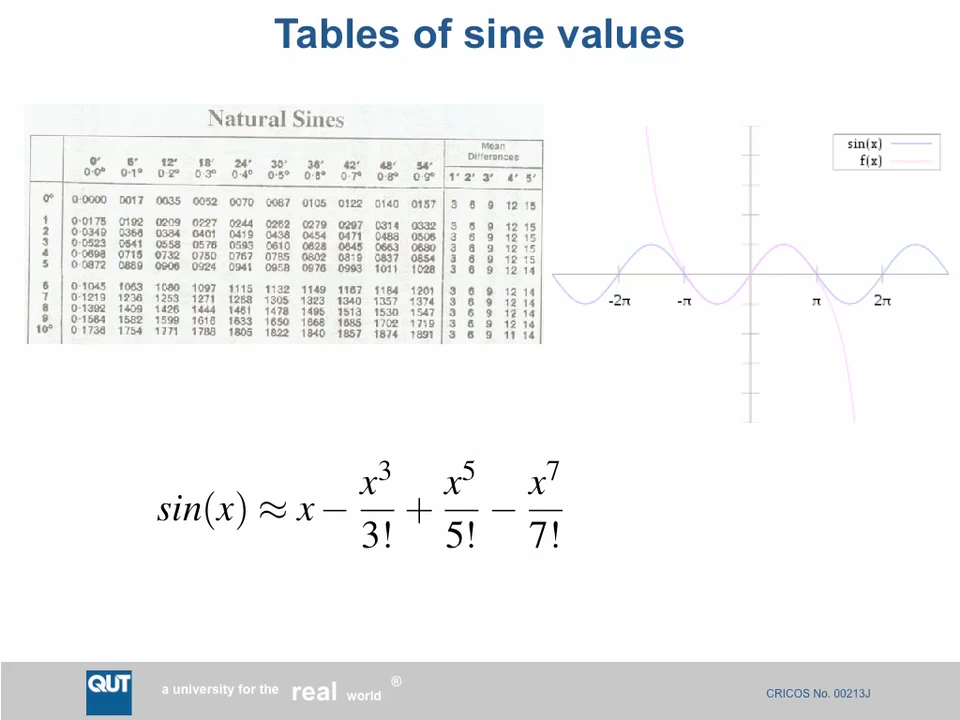 Tables of sine values
Natural Sines
Mean
Differences
0′ 6′ 12′ 18′ 24′ 30′ 36′ 42′ 48′ 54′
0·0° 0·1° 0·2° 0·3° 0·4° 0·5° 0·6° 0·7° 0·8° 0·9° 1′ 2′ 3′ 4′ 5′
0° 0·0000 0017 0035 0052 0070 0087 0105 0122 0140 0157 3 6 9 12 15
1 0·0175 0192 0209 0227 0244 0262 0279 0297 0314 0332 3 6 9 12 15
2 0·0349 0366 0384 0401 0419 0436 0454 0471 0488 0506 3 6 9 12 15
3 0·0523 0541 0558 0576 0593 0610 0628 0645 0663 0680 3 6 9 12 15
4 0·0698 0715 0732 0750 0767 0785 0802 0819 0837 0854 3 6 9 12 15
5 0·0872 0889 0906 0924 0941 0958 0976 0993 1011 1028 3 6 9 12 14
6 0·1045 1063 1080 1097 1115 1132 1149 1167 1184 1201 3 6 9 12 14
7 0·1219 1236 1253 1271 1288 1305 1323 1340 1357 1374 3 6 9 12 14
8 0·1392 1409 1426 1444 1461 1478 1495 1513 1530 1547 3 6 9 12 14
9 0·1564 1582 1599 1616 1633 1650 1668 1685 1702 1719 3 6 9 12 14
10° 0·1736 1754 1771 1788 1805 1822 1840 1857 1874 1891 3 6 9 11 14
sin(x)
f(x)
-2π -π π 2π
sin(x) ≈ x − x³/3! + x⁵/5! − x⁷/7!
QUT a university for the real world ®
CRICOS No. 00213J